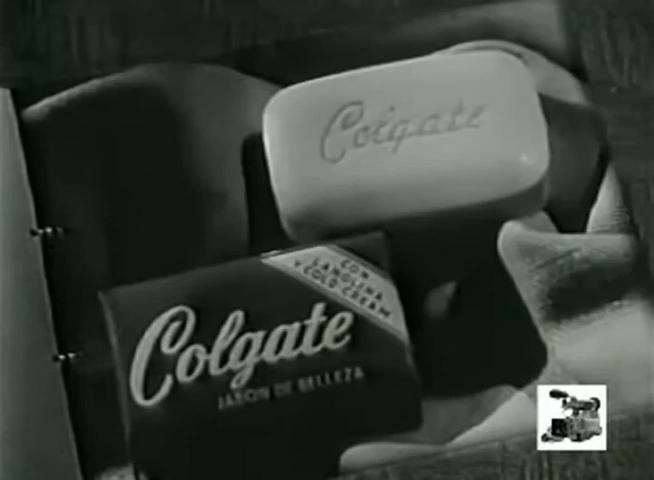 Colgate
CON
LANOLINA
Y COLD CREAM
Colgate
JABON DE BELLEZA